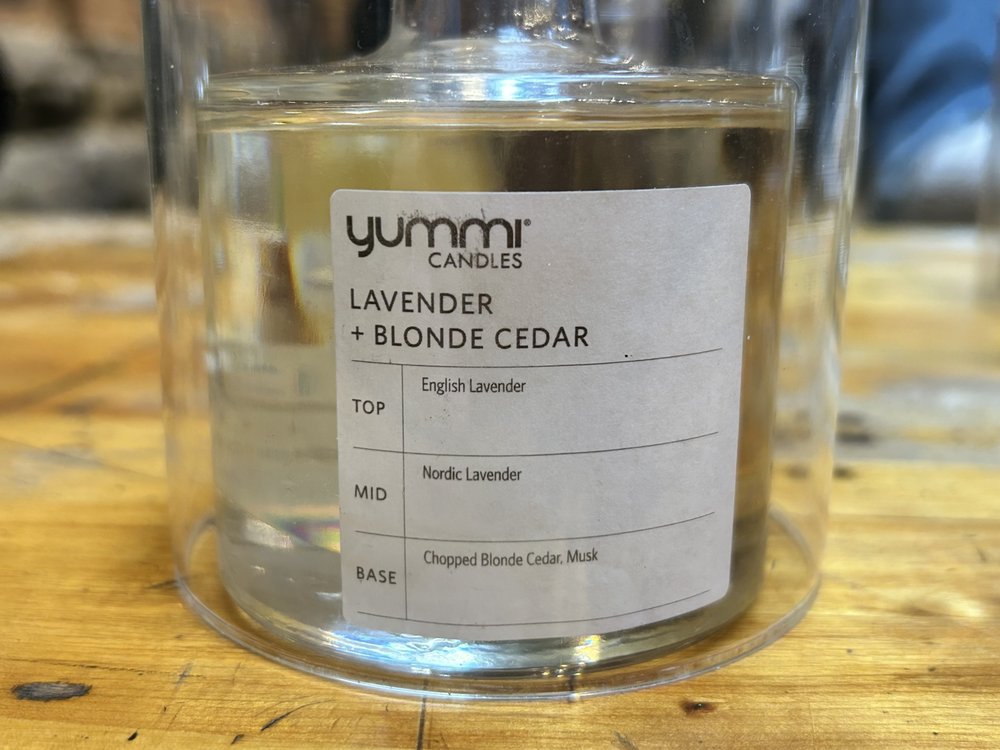 yummi®
CANDLES
LAVENDER
+ BLONDE CEDAR
TOP
English Lavender
MID
Nordic Lavender
BASE
Chopped Blonde Cedar, Musk